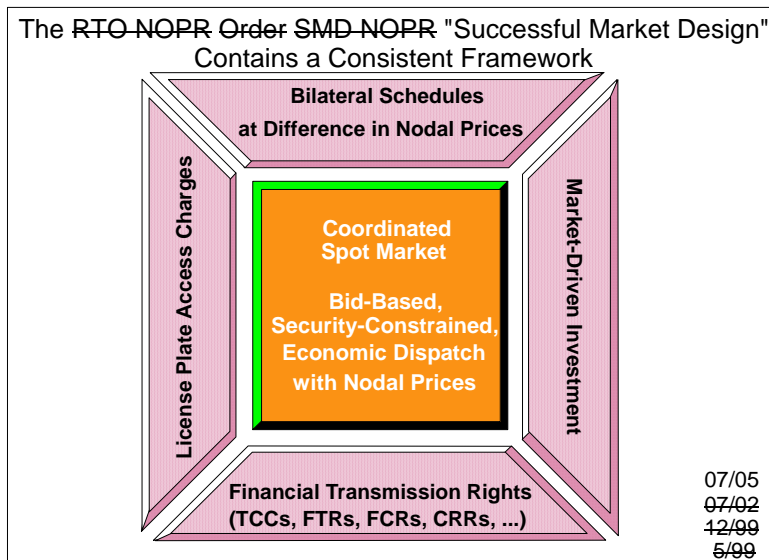 The RTO NOPR Order SMD NOPR "Successful Market Design"
Contains a Consistent Framework
Bilateral Schedules
at Difference in Nodal Prices
License Plate Access Charges
Coordinated
Spot Market
Bid-Based,
Security-Constrained,
Economic Dispatch
with Nodal Prices
Market-Driven Investment
Financial Transmission Rights
(TCCs, FTRs, FCRs, CRRs, ...)
07/05
07/02
12/99
5/99